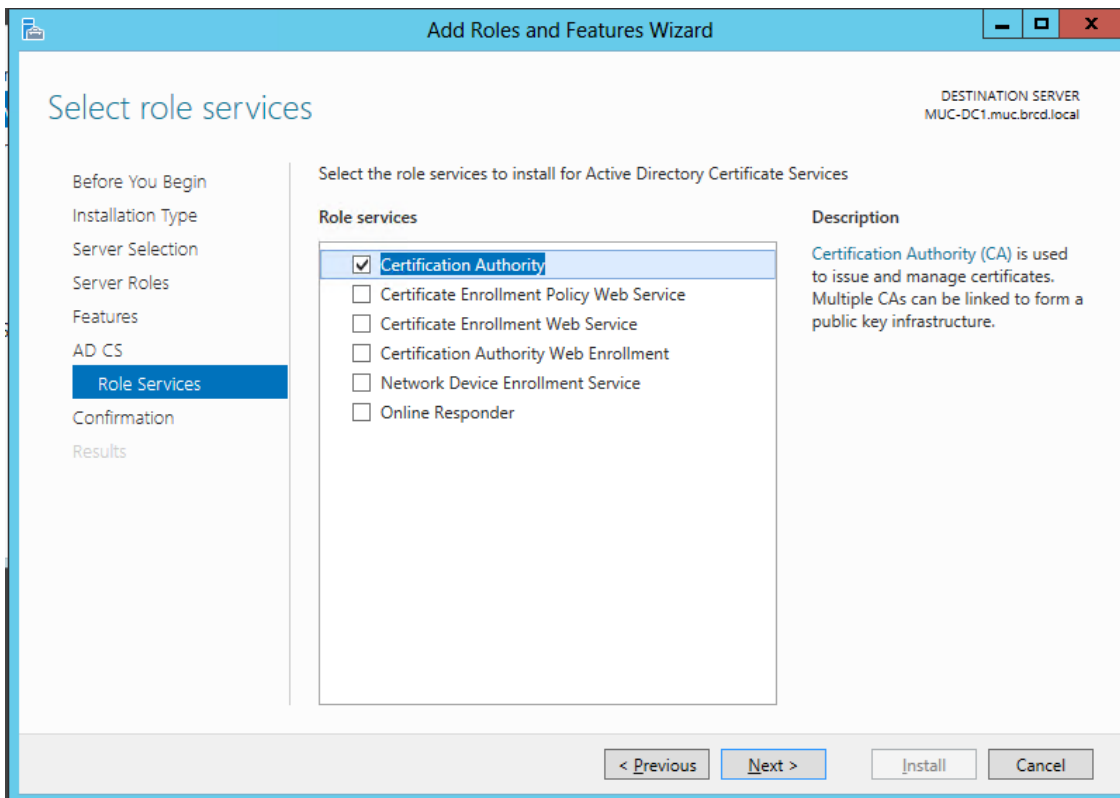 Add Roles and Features Wizard
Select role services
DESTINATION SERVER
MUC-DC1.muc.brcd.local
Before You Begin
Installation Type
Server Selection
Server Roles
Features
AD CS
Role Services
Confirmation
Results
Select the role services to install for Active Directory Certificate Services
Role services
Certification Authority
Certificate Enrollment Policy Web Service
Certificate Enrollment Web Service
Certification Authority Web Enrollment
Network Device Enrollment Service
Online Responder
Description
Certification Authority (CA) is used
to issue and manage certificates.
Multiple CAs can be linked to form a
public key infrastructure.
< Previous
Next >
Install
Cancel